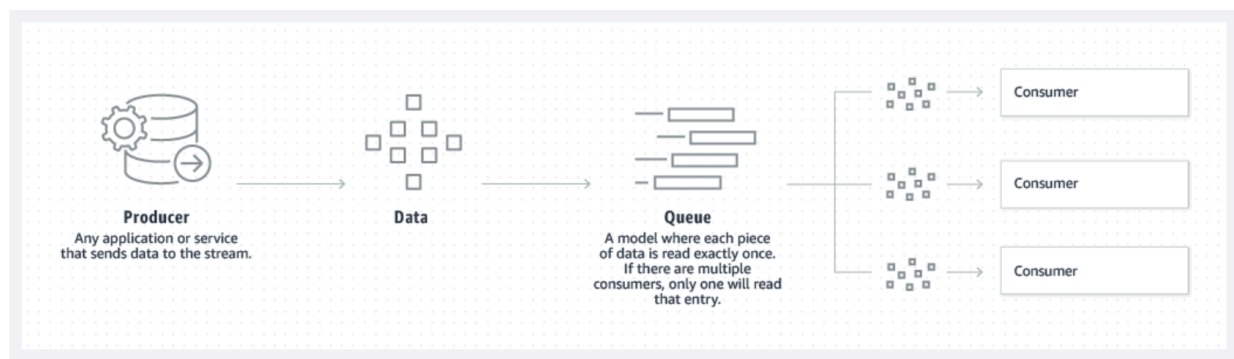 Producer
Any application or service
that sends data to the stream.
Data
Queue
A model where each piece
of data is read exactly once.
If there are multiple
consumers, only one will read
that entry.
Consumer
Consumer
Consumer